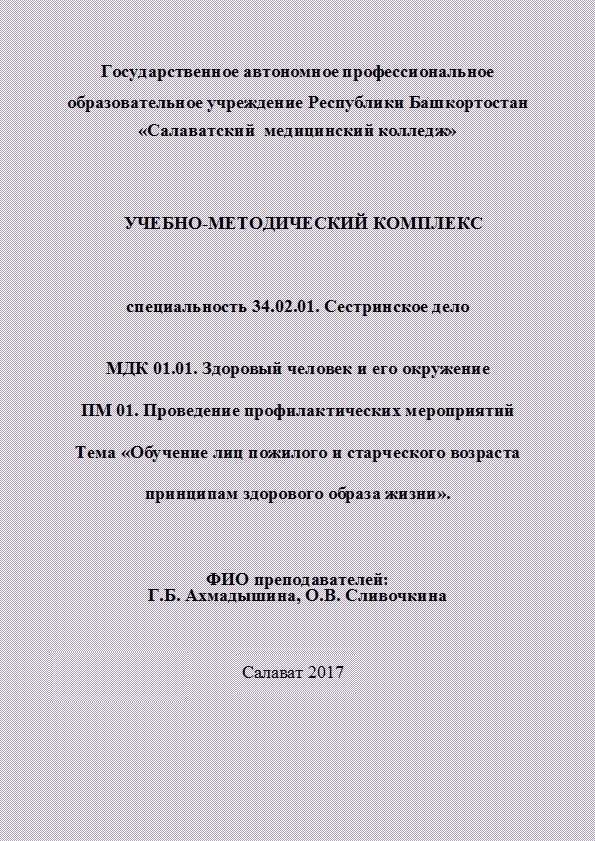 Государственное автономное профессиональное
образовательное учреждение Республики Башкортостан
«Салаватский медицинский колледж»
УЧЕБНО-МЕТОДИЧЕСКИЙ КОМПЛЕКС
специальность 34.02.01. Сестринское дело
МДК 01.01. Здоровый человек и его окружение
ПМ 01. Проведение профилактических мероприятий
Тема «Обучение лиц пожилого и старческого возраста
принципам здорового образа жизни».
ФИО преподавателей:
Г.Б. Ахмадышина, О.В. Сливочкина
Салават 2017